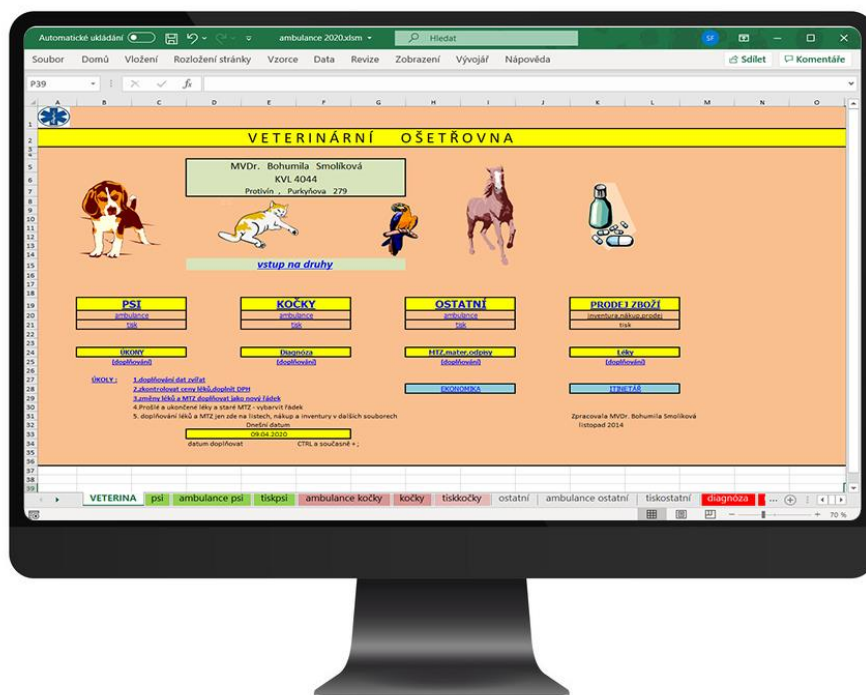 Automatické ukládání
ambulance 2020.xlsm
Hledat
SF
Soubor Domů Vložení Rozložení stránky Vzorce Data Revize Zobrazení Vývojář Nápověda Sdílet Komentáře
P39 fx
A B C D E F G H I J K L M N O
VETERINÁRNÍ OŠETŘOVNA
MVDr. Bohumila Smolíková
KVL 4044
Protivín , Purkyňova 279
vstup na druhy
PSI KOČKY OSTATNÍ PRODEJ ZBOŽÍ
ambulance ambulance ambulance inventura,nákup,prodej
tisk tisk tisk tisk
ÚKONY Diagnóza MTZ,mater,odpisy Léky
(doplňování) (doplňování) (doplňování) (doplňování)
ÚKOLY : 1.doplňování dat zvířat
2.zkontrolovat ceny léků,doplnit DPH EKONOMIKA ITINETÁŘ
3.změny léků a MTZ doplňovat jako nový řádek
4.Prošlé a ukončené léky a staré MTZ - vybarvit řádek
5. doplňování léků a MTZ jen zde na listech, nákup a inventury v dalších souborech Zpracovala MVDr. Bohumila Smolíková
Dnešní datum listopad 2014
09.04.2020
datum doplňovat CTRL a současně + ;
VETERINA psi ambulance psi tiskpsi ambulance kočky kočky tiskkočky ostatní ambulance ostatní tiskostatní diagnóza ...
70 %